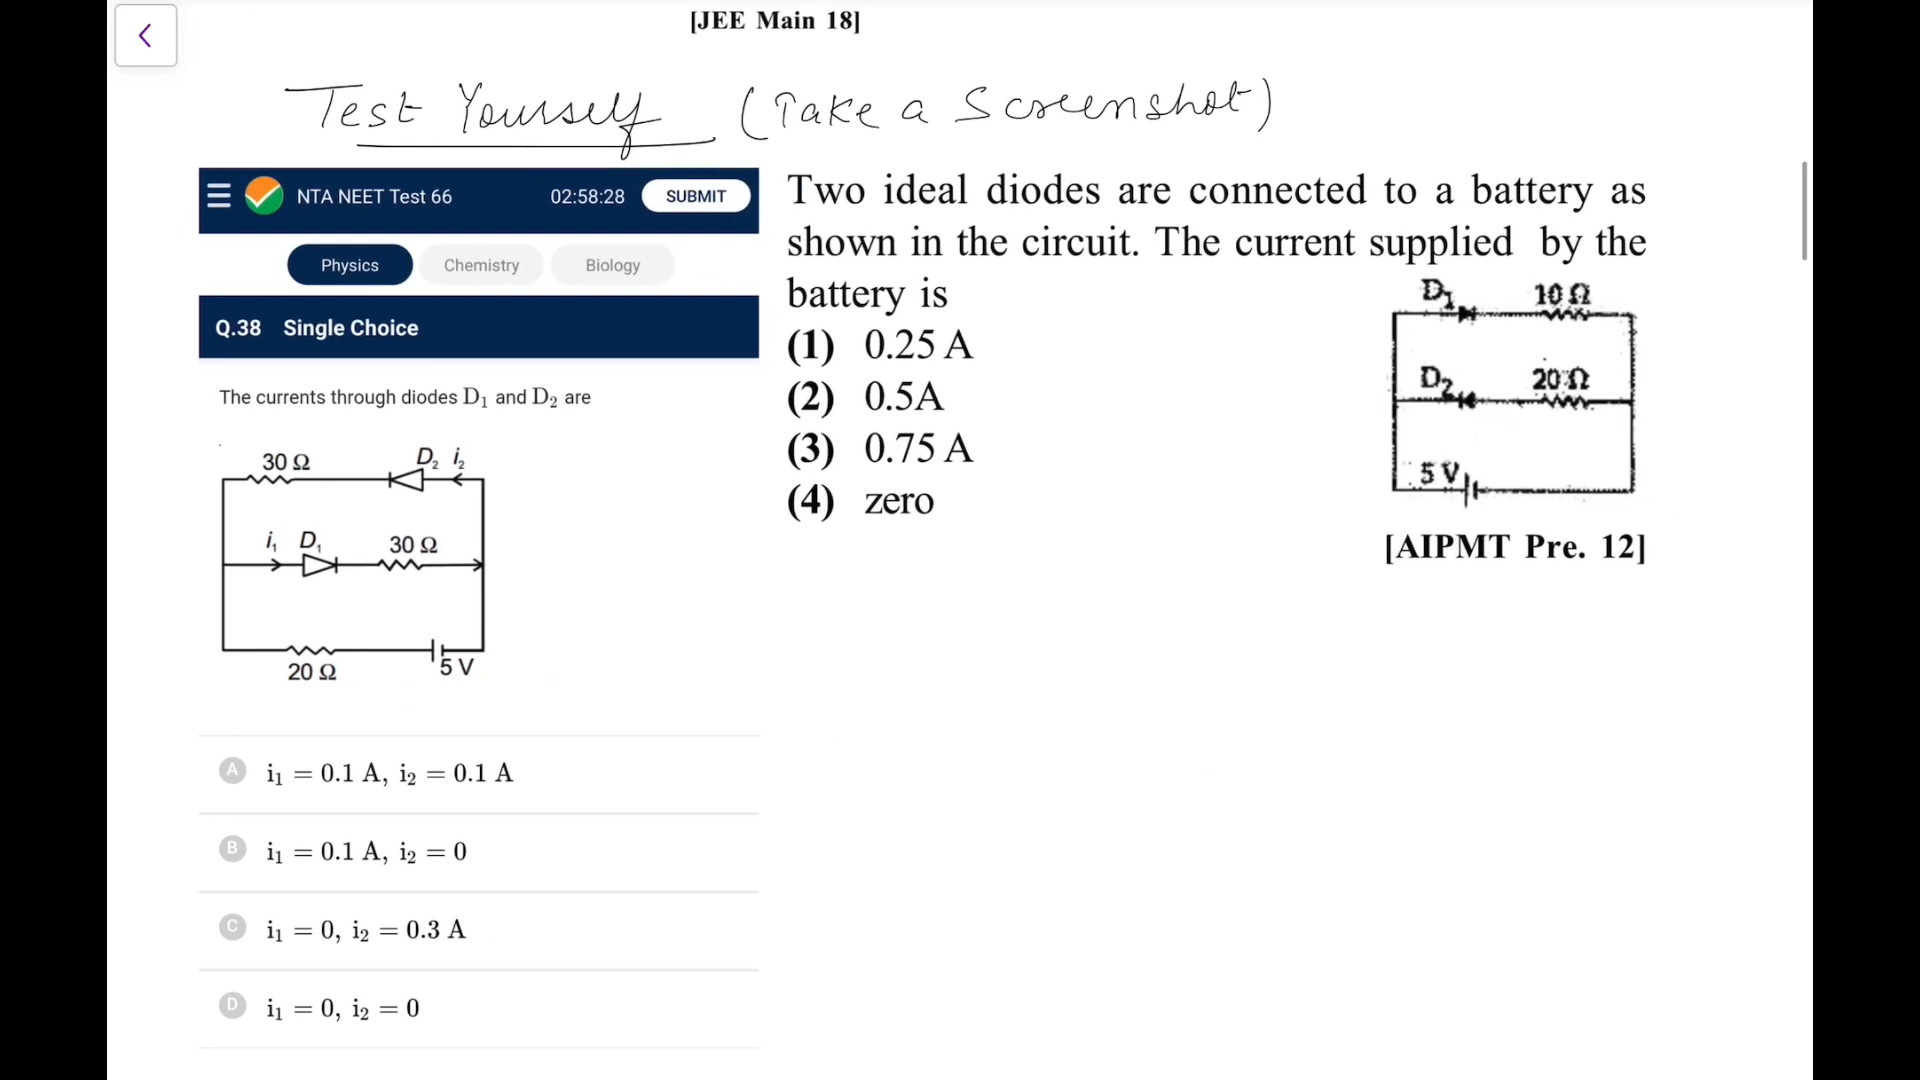 [JEE Main 18]
Test Yourself (Take a Screenshot)
NTA NEET Test 66
02:58:28
SUBMIT
Physics
Chemistry
Biology
Q.38 Single Choice
The currents through diodes D₁ and D₂ are
30 Ω
D₂ i₂
i₁ D₁
30 Ω
20 Ω
5 V
A i₁ = 0.1 A, i₂ = 0.1 A
B i₁ = 0.1 A, i₂ = 0
C i₁ = 0, i₂ = 0.3 A
D i₁ = 0, i₂ = 0
Two ideal diodes are connected to a battery as
shown in the circuit. The current supplied by the
battery is
(1) 0.25 A
(2) 0.5A
(3) 0.75 A
(4) zero
D₁
10 Ω
D₂
20 Ω
5 V
[AIPMT Pre. 12]